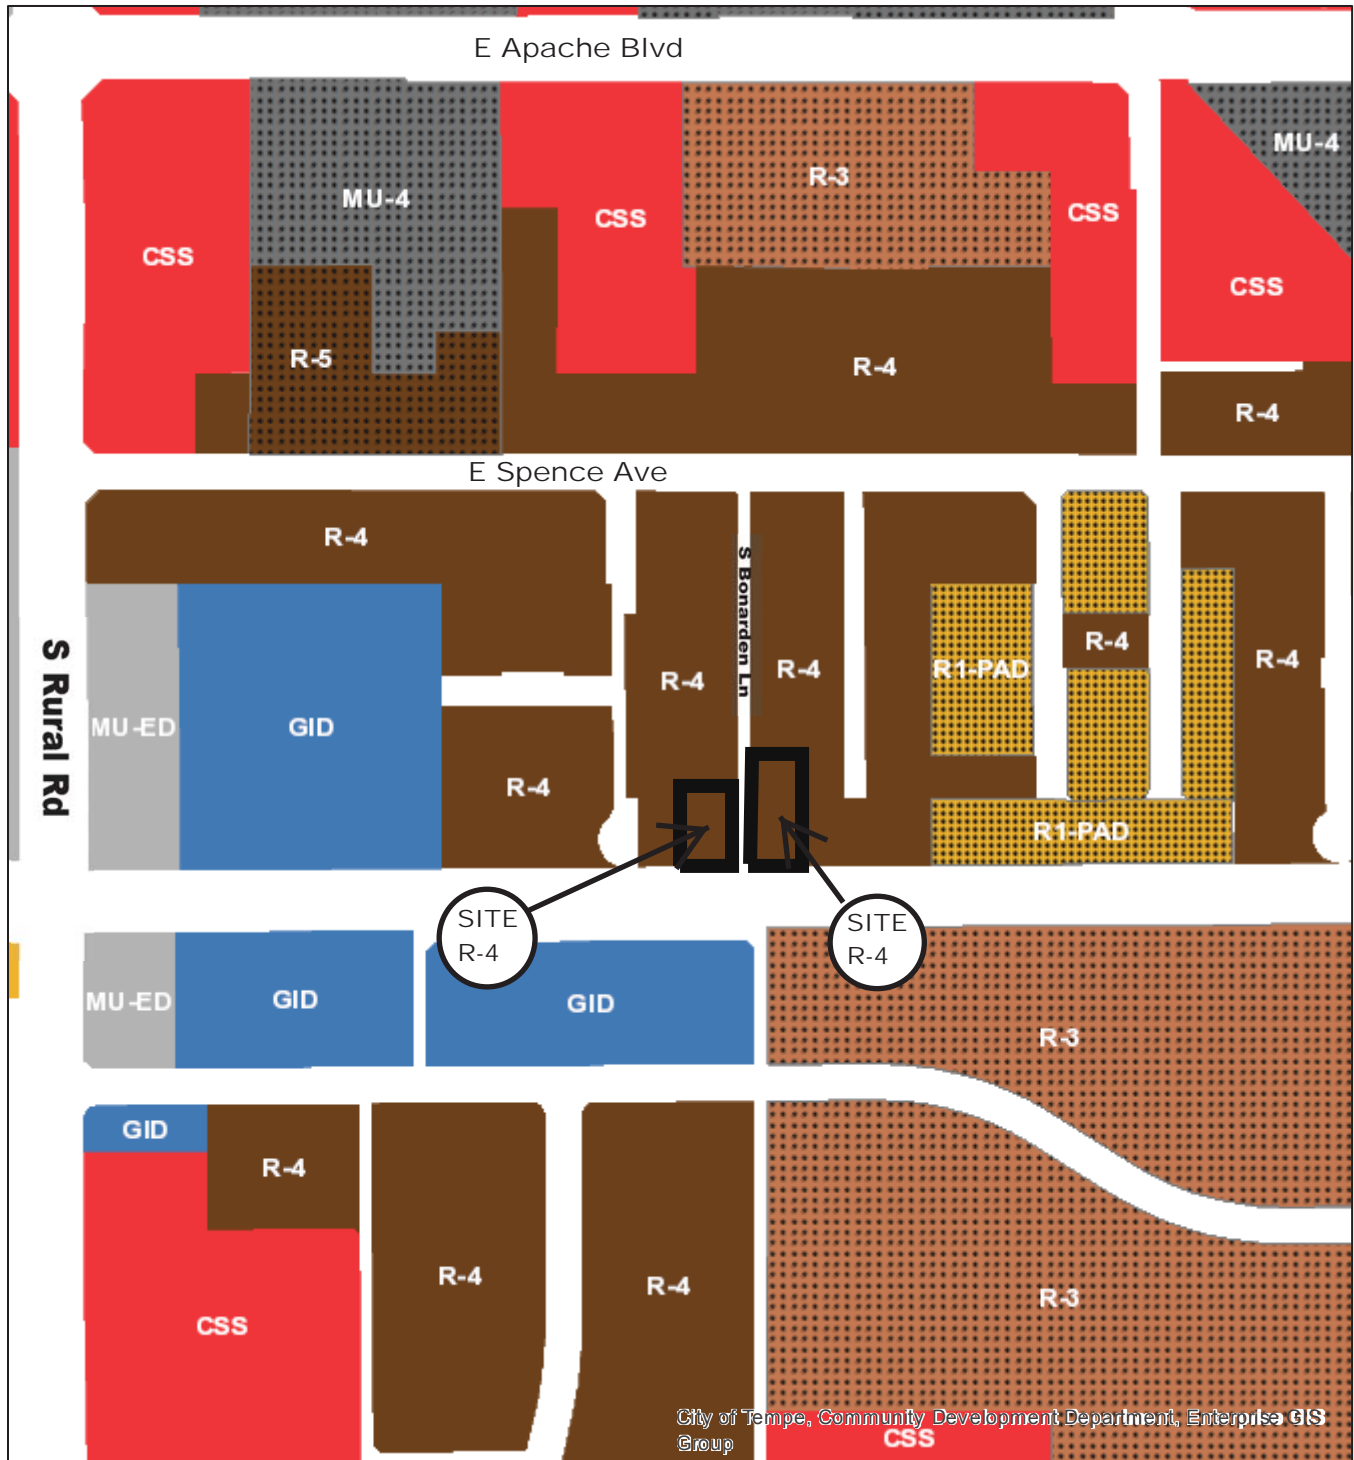 E Apache Blvd
MU-4
MU-4
R-3
CSS
CSS
CSS
CSS
R-5
R-4
R-4
E Spence Ave
R-4
S Bonarden Ln
R-4
R-4
R-4
R-4
R1-PAD
S Rural Rd
MU-ED
GID
R-4
R1-PAD
SITE
R-4
SITE
R-4
MU-ED
GID
GID
R-3
GID
R-4
R-4
R-4
R-3
CSS
City of Tempe, Community Development Department, Enterprise GIS
Group
CSS